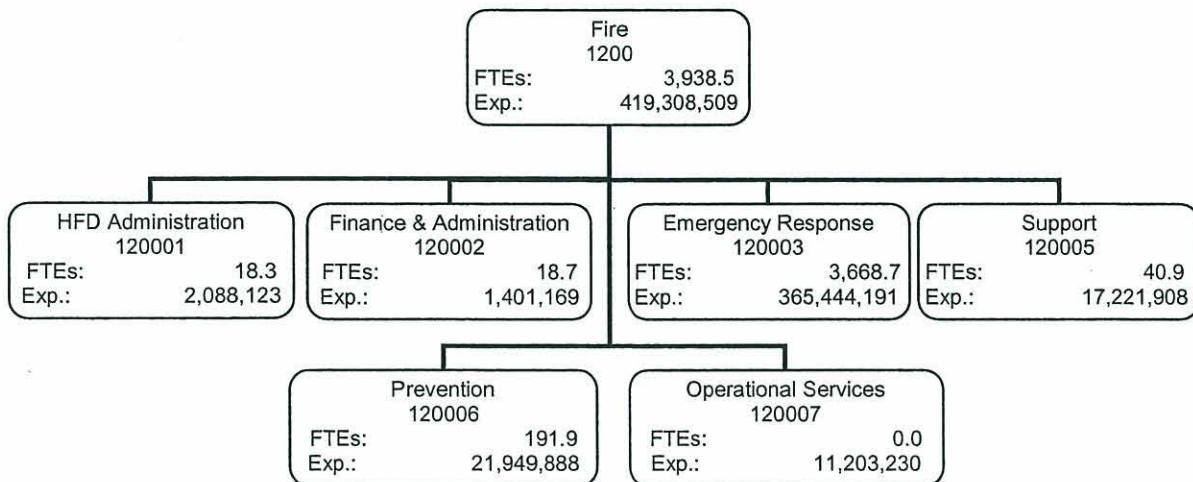 Fire
1200
FTEs: 3,938.5
Exp.: 419,308,509
HFD Administration
120001
FTEs: 18.3
Exp.: 2,088,123
Finance & Administration
120002
FTEs: 18.7
Exp.: 1,401,169
Emergency Response
120003
FTEs: 3,668.7
Exp.: 365,444,191
Support
120005
FTEs: 40.9
Exp.: 17,221,908
Prevention
120006
FTEs: 191.9
Exp.: 21,949,888
Operational Services
120007
FTEs: 0.0
Exp.: 11,203,230